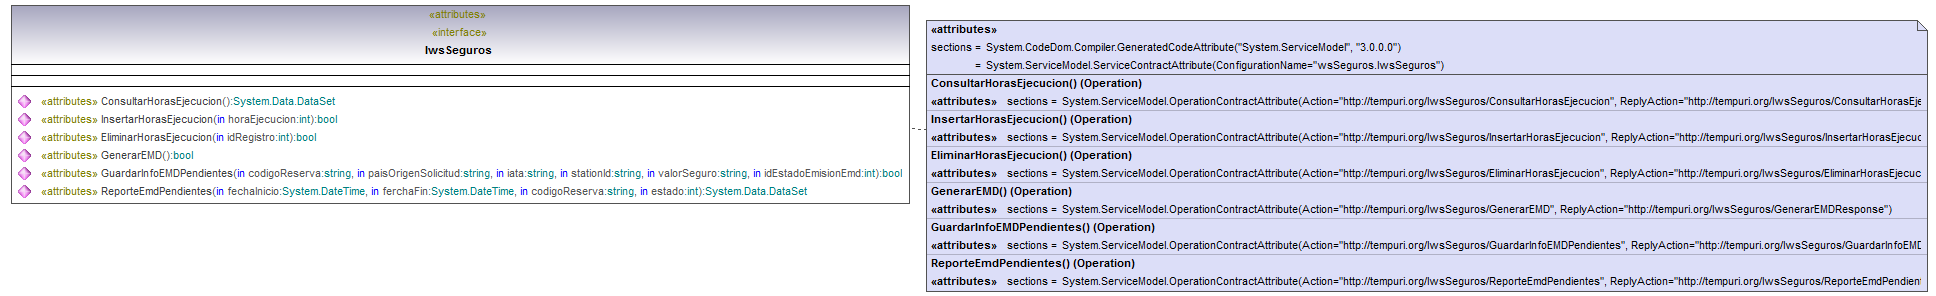 «attributes»
«interface»
IwsSeguros
«attributes» ConsultarHorasEjecucion():System.Data.DataSet
«attributes» InsertarHorasEjecucion(in horaEjecucion:int):bool
«attributes» EliminarHorasEjecucion(in idRegistro:int):bool
«attributes» GenerarEMD():bool
«attributes» GuardarInfoEMDPendientes(in codigoReserva:string, in paisOrigenSolicitud:string, in iata:string, in stationId:string, in valorSeguro:string, in idEstadoEmisionEmd:int):bool
«attributes» ReporteEmdPendientes(in fechaInicio:System.DateTime, in ferchaFin:System.DateTime, in codigoReserva:string, in estado:int):System.Data.DataSet
«attributes»
sections = System.CodeDom.Compiler.GeneratedCodeAttribute("System.ServiceModel", "3.0.0.0")
= System.ServiceModel.ServiceContractAttribute(ConfigurationName="wsSeguros.IwsSeguros")
ConsultarHorasEjecucion() (Operation)
«attributes» sections = System.ServiceModel.OperationContractAttribute(Action="http://tempuri.org/IwsSeguros/ConsultarHorasEjecucion", ReplyAction="http://tempuri.org/IwsSeguros/ConsultarHorasEje
InsertarHorasEjecucion() (Operation)
«attributes» sections = System.ServiceModel.OperationContractAttribute(Action="http://tempuri.org/IwsSeguros/InsertarHorasEjecucion", ReplyAction="http://tempuri.org/IwsSeguros/InsertarHorasEjecuc
EliminarHorasEjecucion() (Operation)
«attributes» sections = System.ServiceModel.OperationContractAttribute(Action="http://tempuri.org/IwsSeguros/EliminarHorasEjecucion", ReplyAction="http://tempuri.org/IwsSeguros/EliminarHorasEjecuc
GenerarEMD() (Operation)
«attributes» sections = System.ServiceModel.OperationContractAttribute(Action="http://tempuri.org/IwsSeguros/GenerarEMD", ReplyAction="http://tempuri.org/IwsSeguros/GenerarEMDResponse")
GuardarInfoEMDPendientes() (Operation)
«attributes» sections = System.ServiceModel.OperationContractAttribute(Action="http://tempuri.org/IwsSeguros/GuardarInfoEMDPendientes", ReplyAction="http://tempuri.org/IwsSeguros/GuardarInfoEMD
ReporteEmdPendientes() (Operation)
«attributes» sections = System.ServiceModel.OperationContractAttribute(Action="http://tempuri.org/IwsSeguros/ReporteEmdPendientes", ReplyAction="http://tempuri.org/IwsSeguros/ReporteEmdPendient